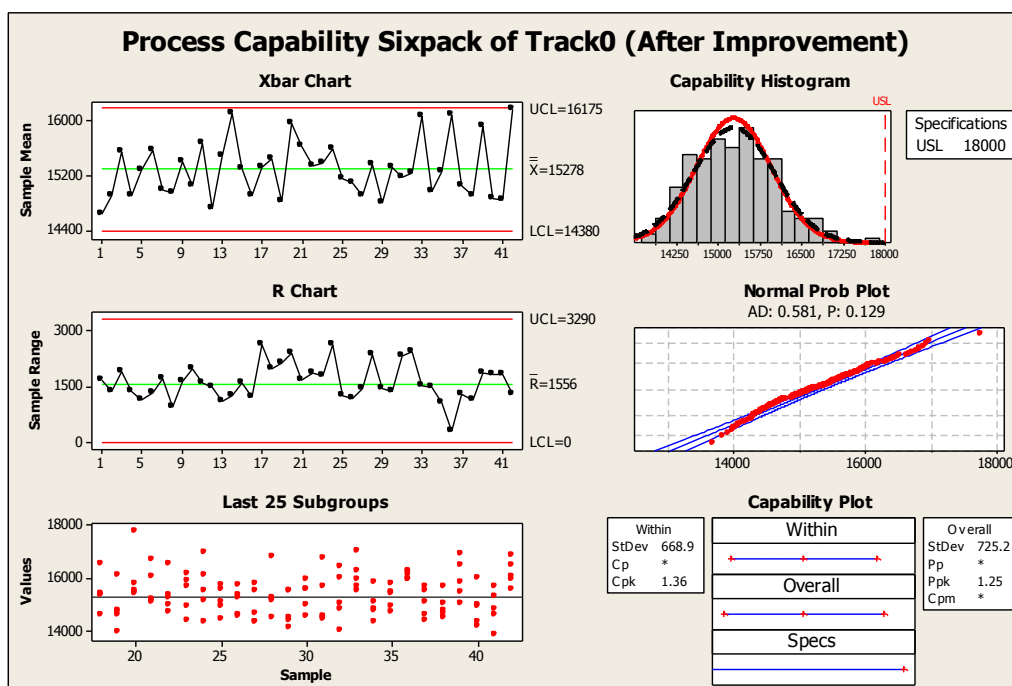 Process Capability Sixpack of Track0 (After Improvement)
Xbar Chart
Sample Mean
16000
15200
14400
1 5 9 13 17 21 25 29 33 37 41
UCL=16175
X=15278
LCL=14380
Capability Histogram
USL
14250 15000 15750 16500 17250 18000
Specifications
USL 18000
R Chart
Sample Range
3000
1500
0
1 5 9 13 17 21 25 29 33 37 41
UCL=3290
R=1556
LCL=0
Normal Prob Plot
AD: 0.581, P: 0.129
14000 16000 18000
Last 25 Subgroups
Values
18000
16000
14000
20 25 30 35 40
Sample
Capability Plot
Within
StDev 668.9
Cp *
Cpk 1.36
Within
Overall
Specs
Overall
StDev 725.2
Pp *
Ppk 1.25
Cpm *